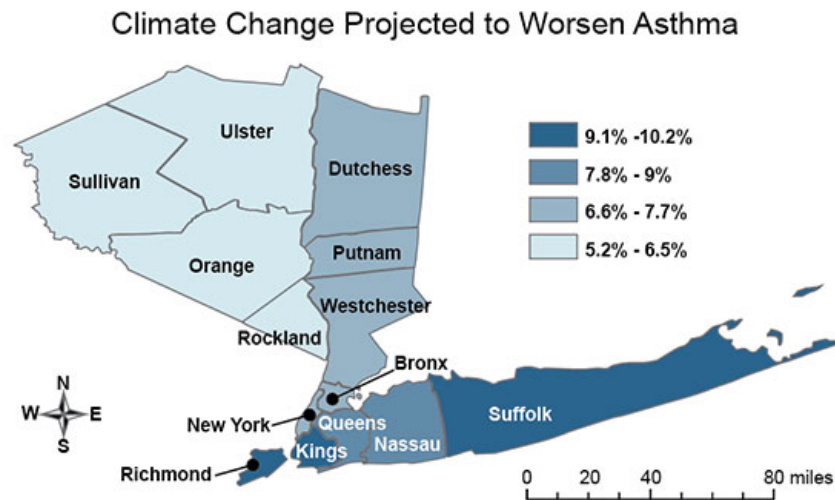 Climate Change Projected to Worsen Asthma
Ulster
Sullivan
Dutchess
Orange
Putnam
Westchester
Rockland
Bronx
New York
Queens
Nassau
Suffolk
Kings
Richmond
9.1% -10.2%
7.8% - 9%
6.6% - 7.7%
5.2% - 6.5%
N
W E
S
0 20 40 80 miles